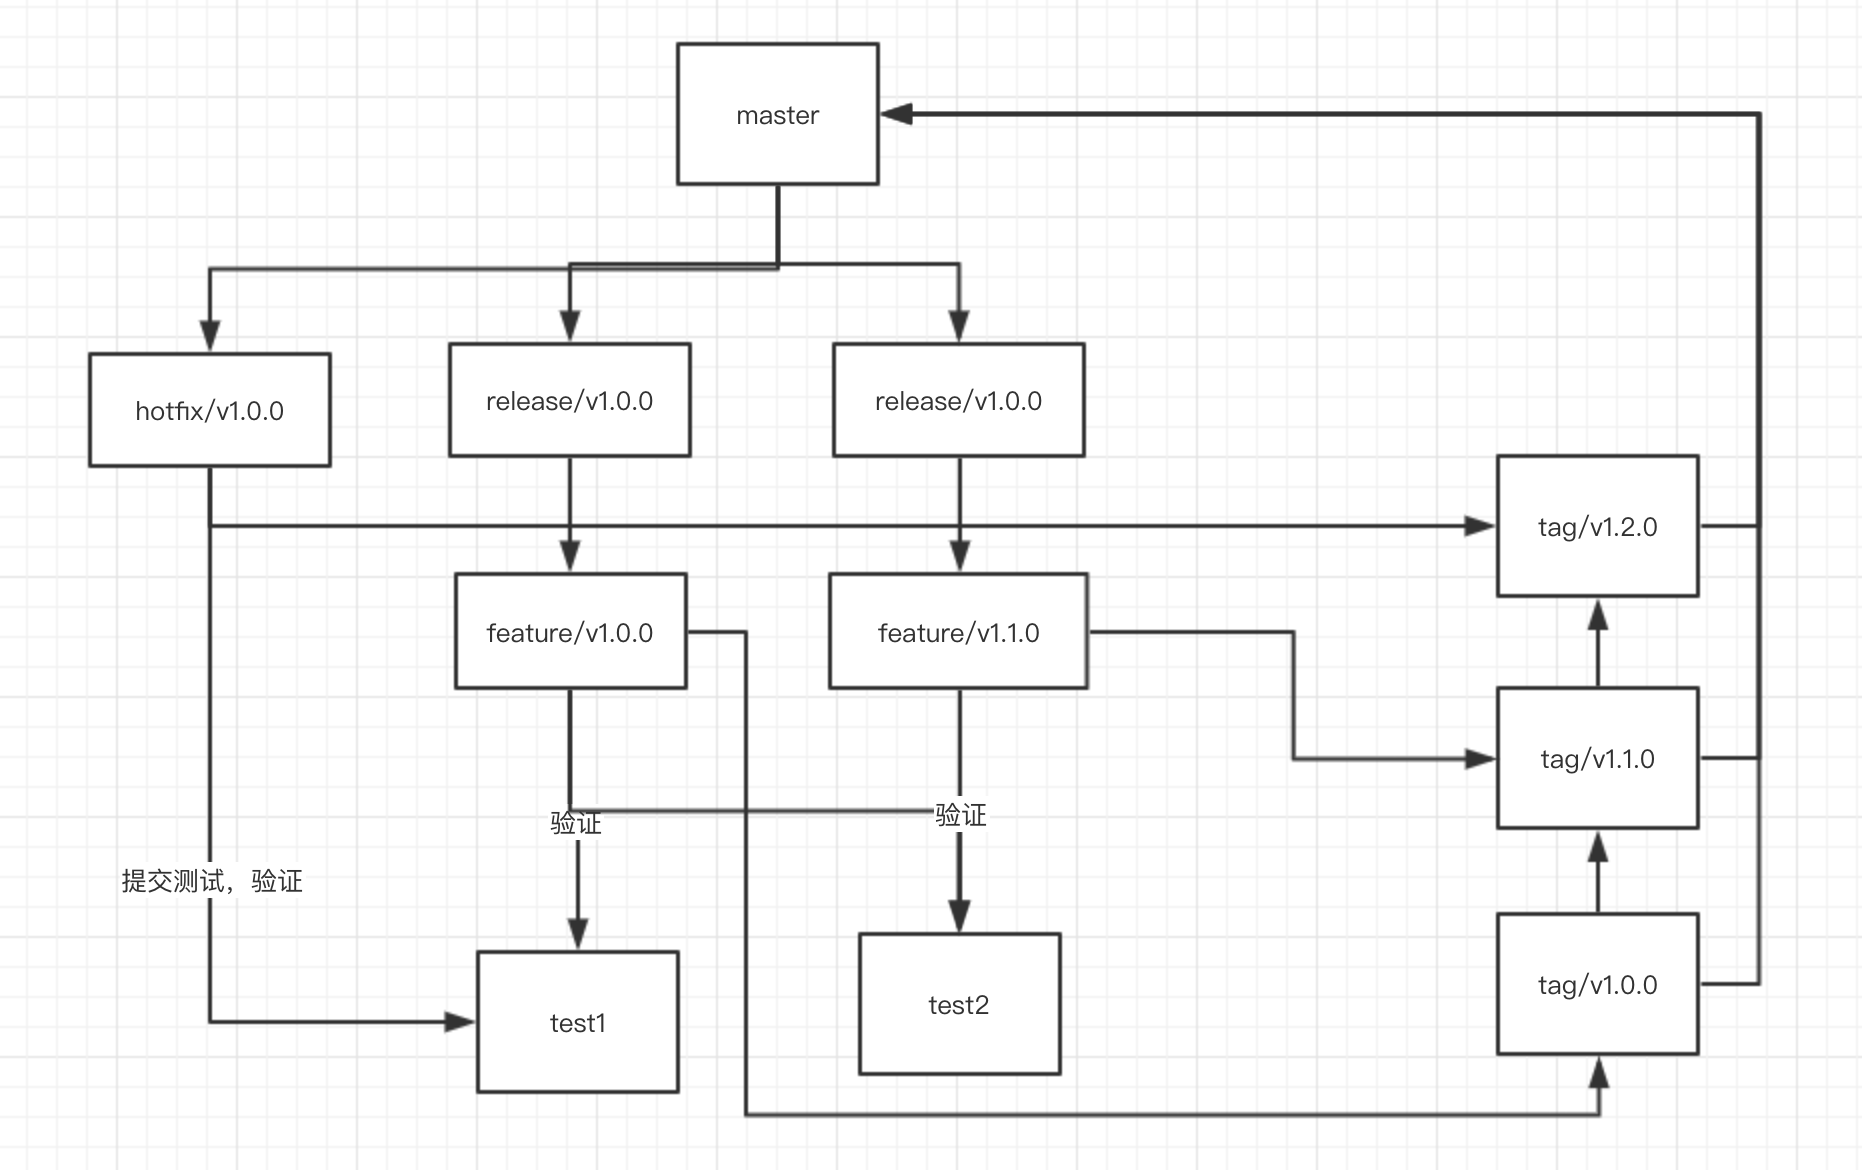 master
hotfix/v1.0.0
release/v1.0.0
release/v1.0.0
tag/v1.2.0
feature/v1.0.0
feature/v1.1.0
tag/v1.1.0
验证
验证
提交测试，验证
tag/v1.0.0
test1
test2